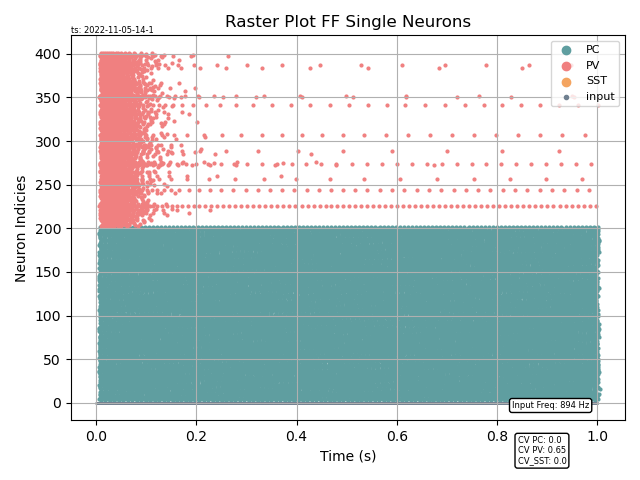 ts: 2022-11-05-14-1
Raster Plot FF Single Neurons
PC
PV
SST
input
Neuron Indicies
400
350
300
250
200
150
100
50
0
Input Freq: 894 Hz
0.0 0.2 0.4 0.6 0.8 1.0
Time (s)
CV PC: 0.0
CV PV: 0.65
CV_SST: 0.0